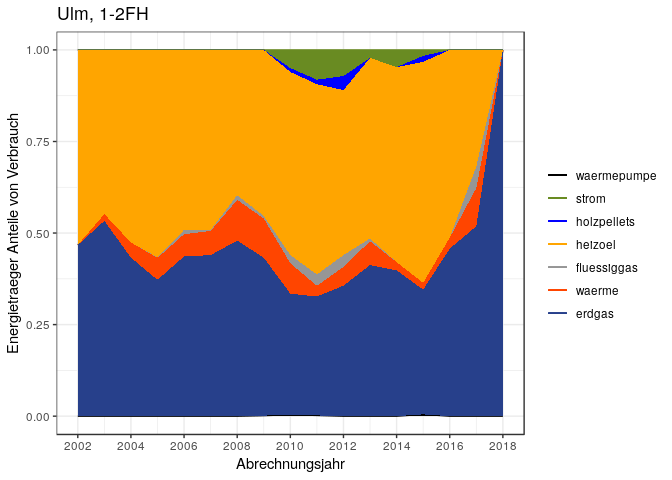 Ulm, 1-2FH
Energietraeger Anteile von Verbrauch
1.00
0.75
0.50
0.25
0.00
2002 2004 2006 2008 2010 2012 2014 2016 2018
Abrechnungsjahr
waermepumpe
strom
holzpellets
heizoel
fluessiggas
waerme
erdgas